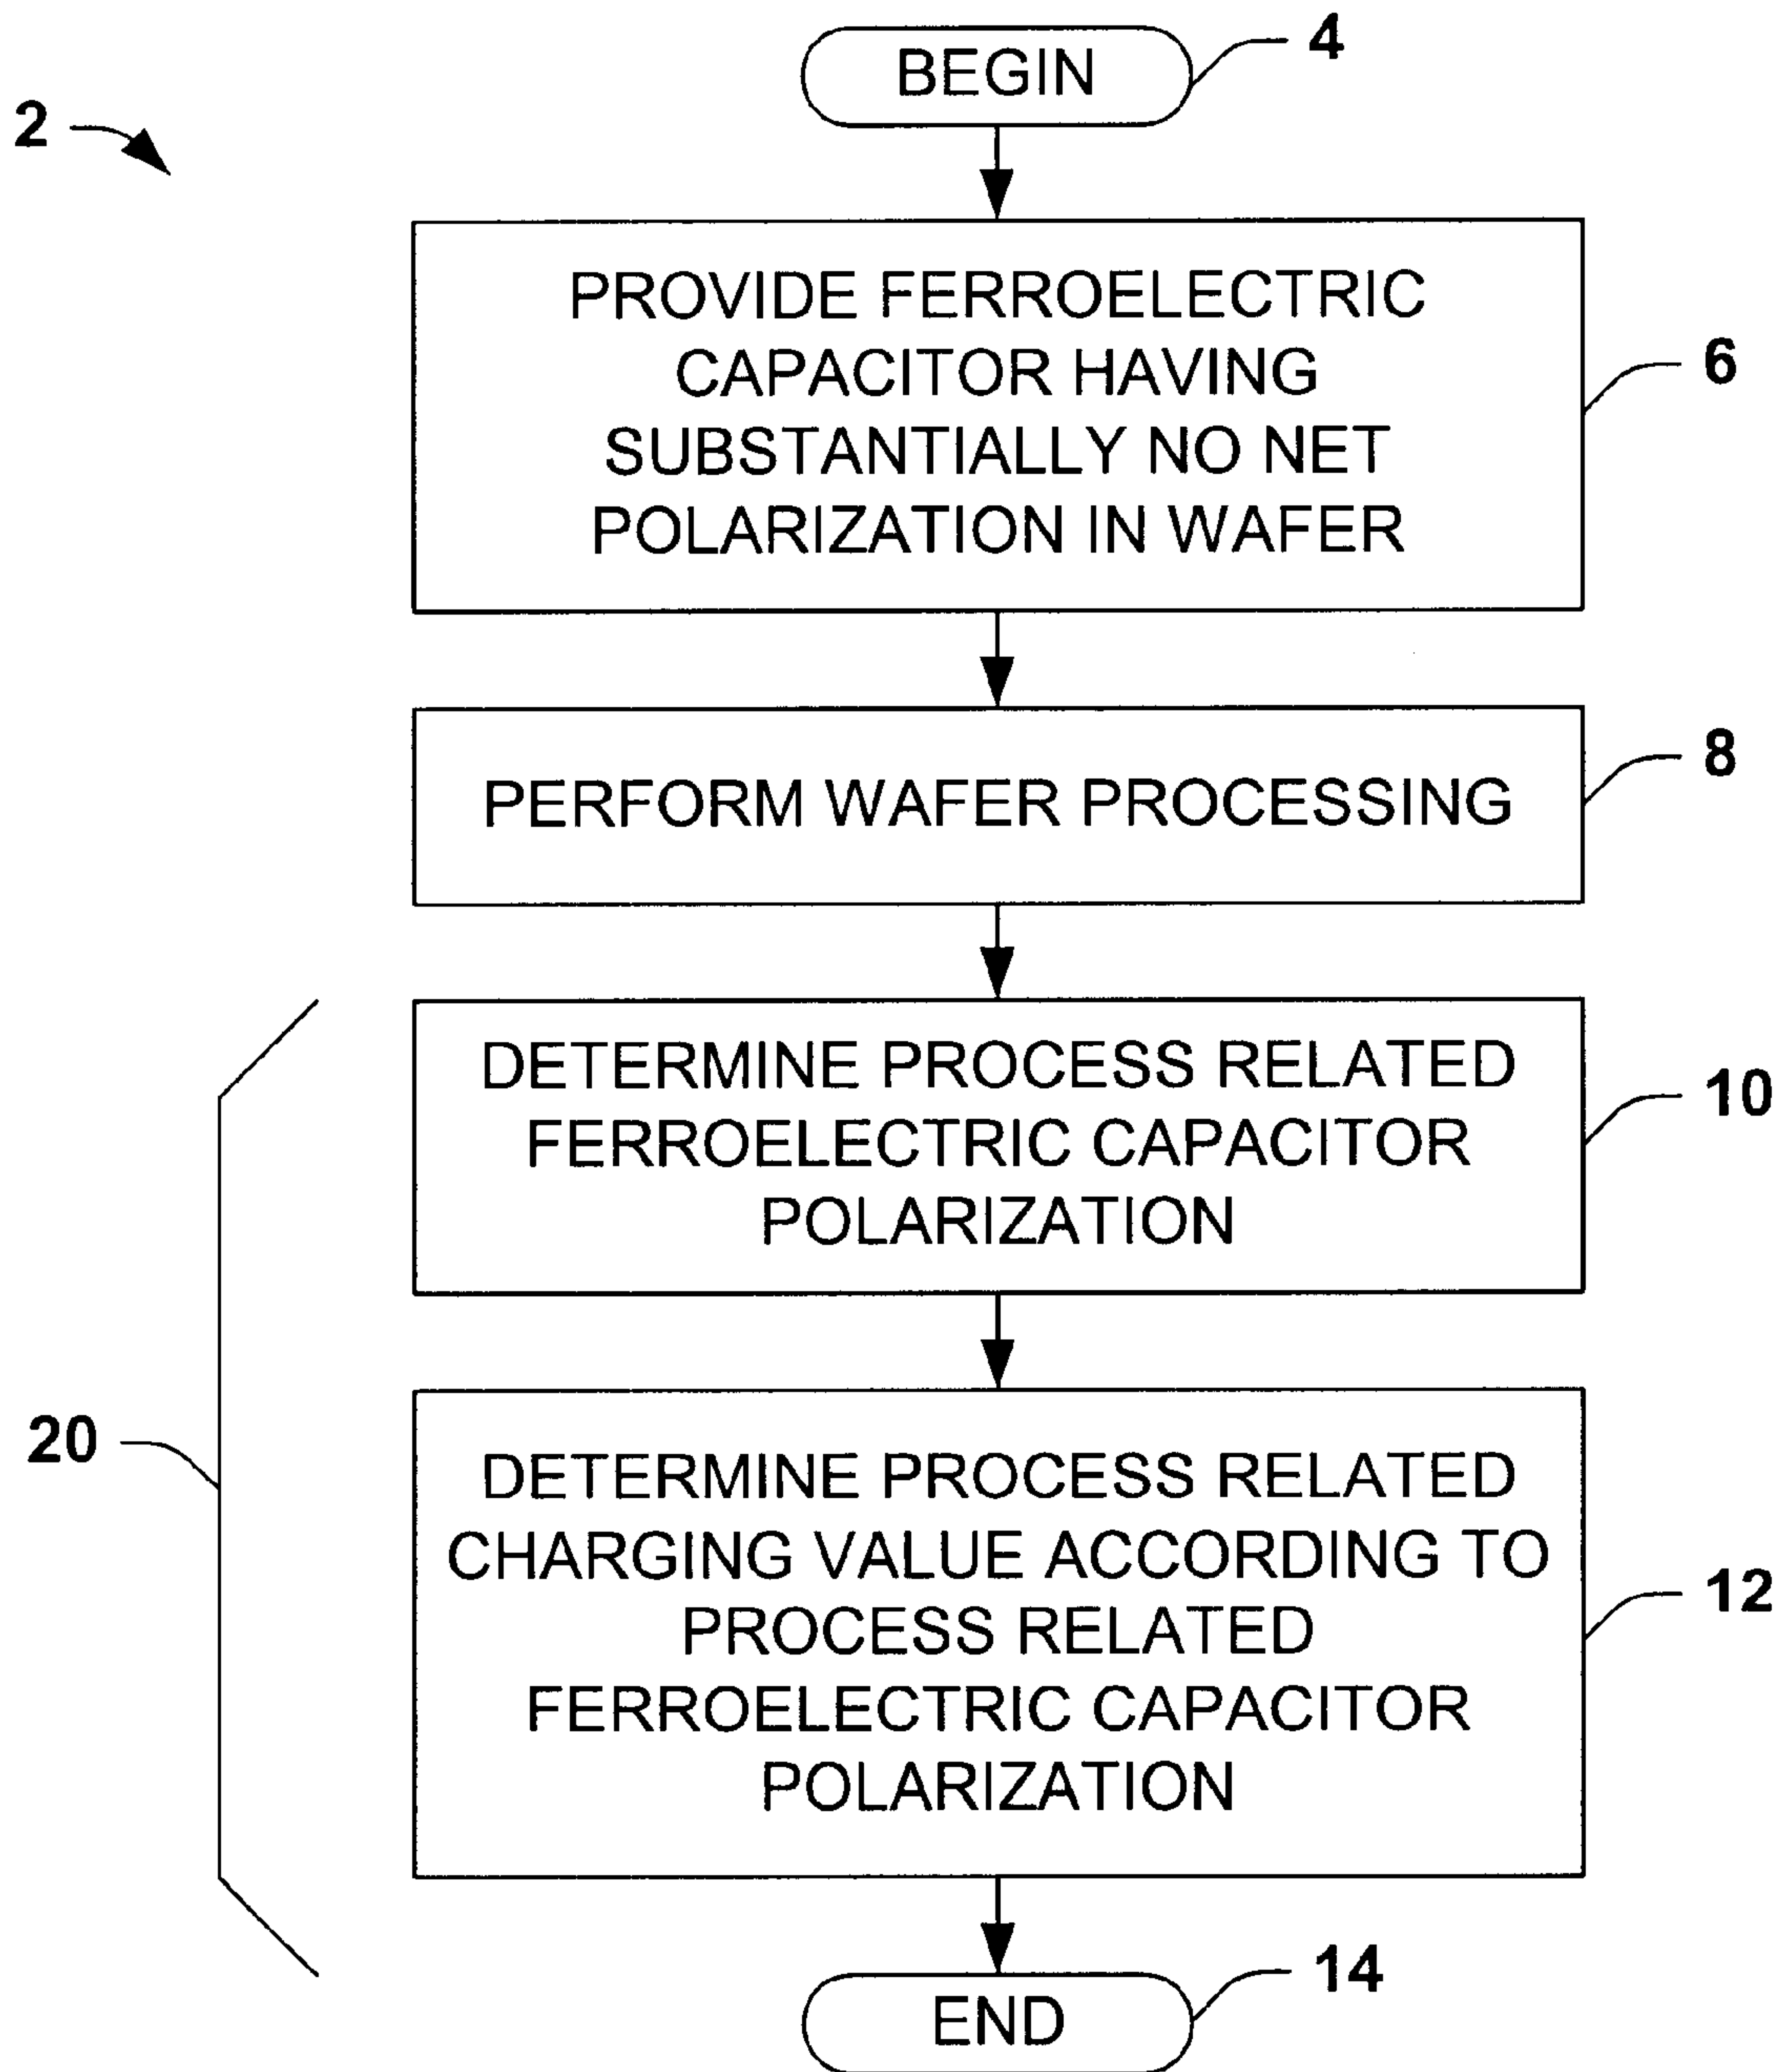 BEGIN
4
2
PROVIDE FERROELECTRIC
CAPACITOR HAVING
SUBSTANTIALLY NO NET
POLARIZATION IN WAFER
6
PERFORM WAFER PROCESSING
8
DETERMINE PROCESS RELATED
FERROELECTRIC CAPACITOR
POLARIZATION
10
20
DETERMINE PROCESS RELATED
CHARGING VALUE ACCORDING TO
PROCESS RELATED
FERROELECTRIC CAPACITOR
POLARIZATION
12
END
14